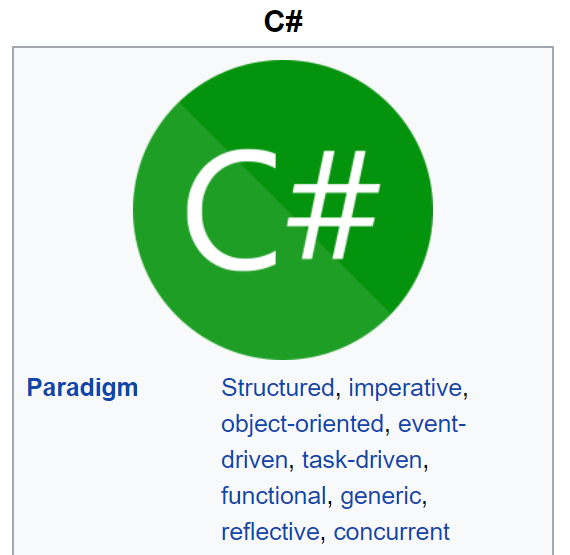 C#
C#
Paradigm Structured, imperative,
object-oriented, event-
driven, task-driven,
functional, generic,
reflective, concurrent